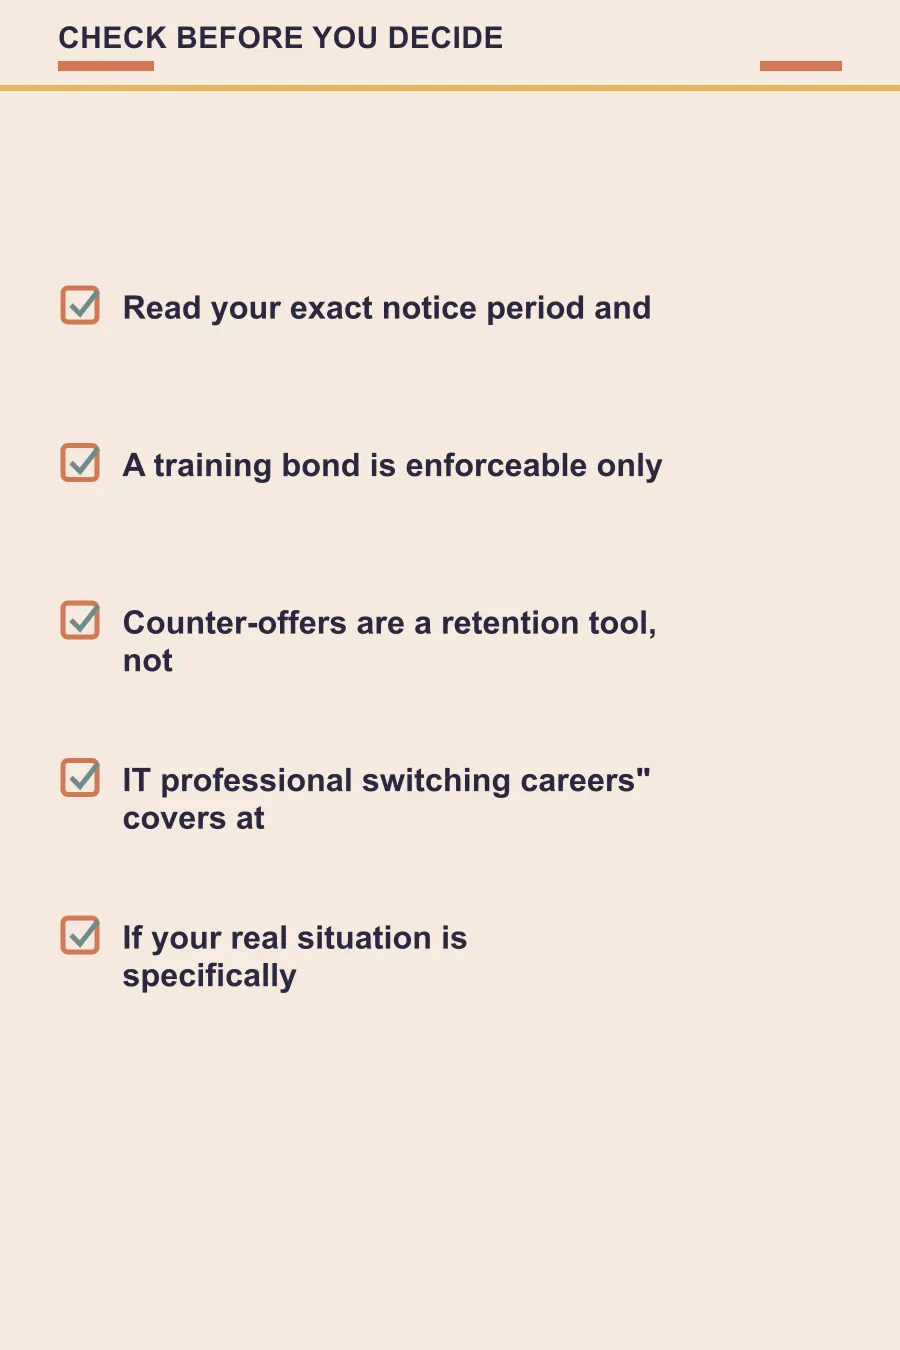 CHECK BEFORE YOU DECIDE
Read your exact notice period and
A training bond is enforceable only
Counter-offers are a retention tool,
not
IT professional switching careers"
covers at
If your real situation is
specifically